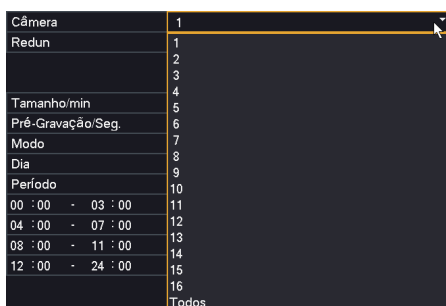 Câmera 1
Redun 1
2
3
4
Tamanho/min
5
Pré-Gravação/Seg. 6
Modo 7
Dia 8
9
Período
10
00 : 00 - 03 : 00 11
04 : 00 - 07 : 00 12
13
08 : 00 - 11 : 00
14
12 : 00 - 24 : 00 15
16
Todos